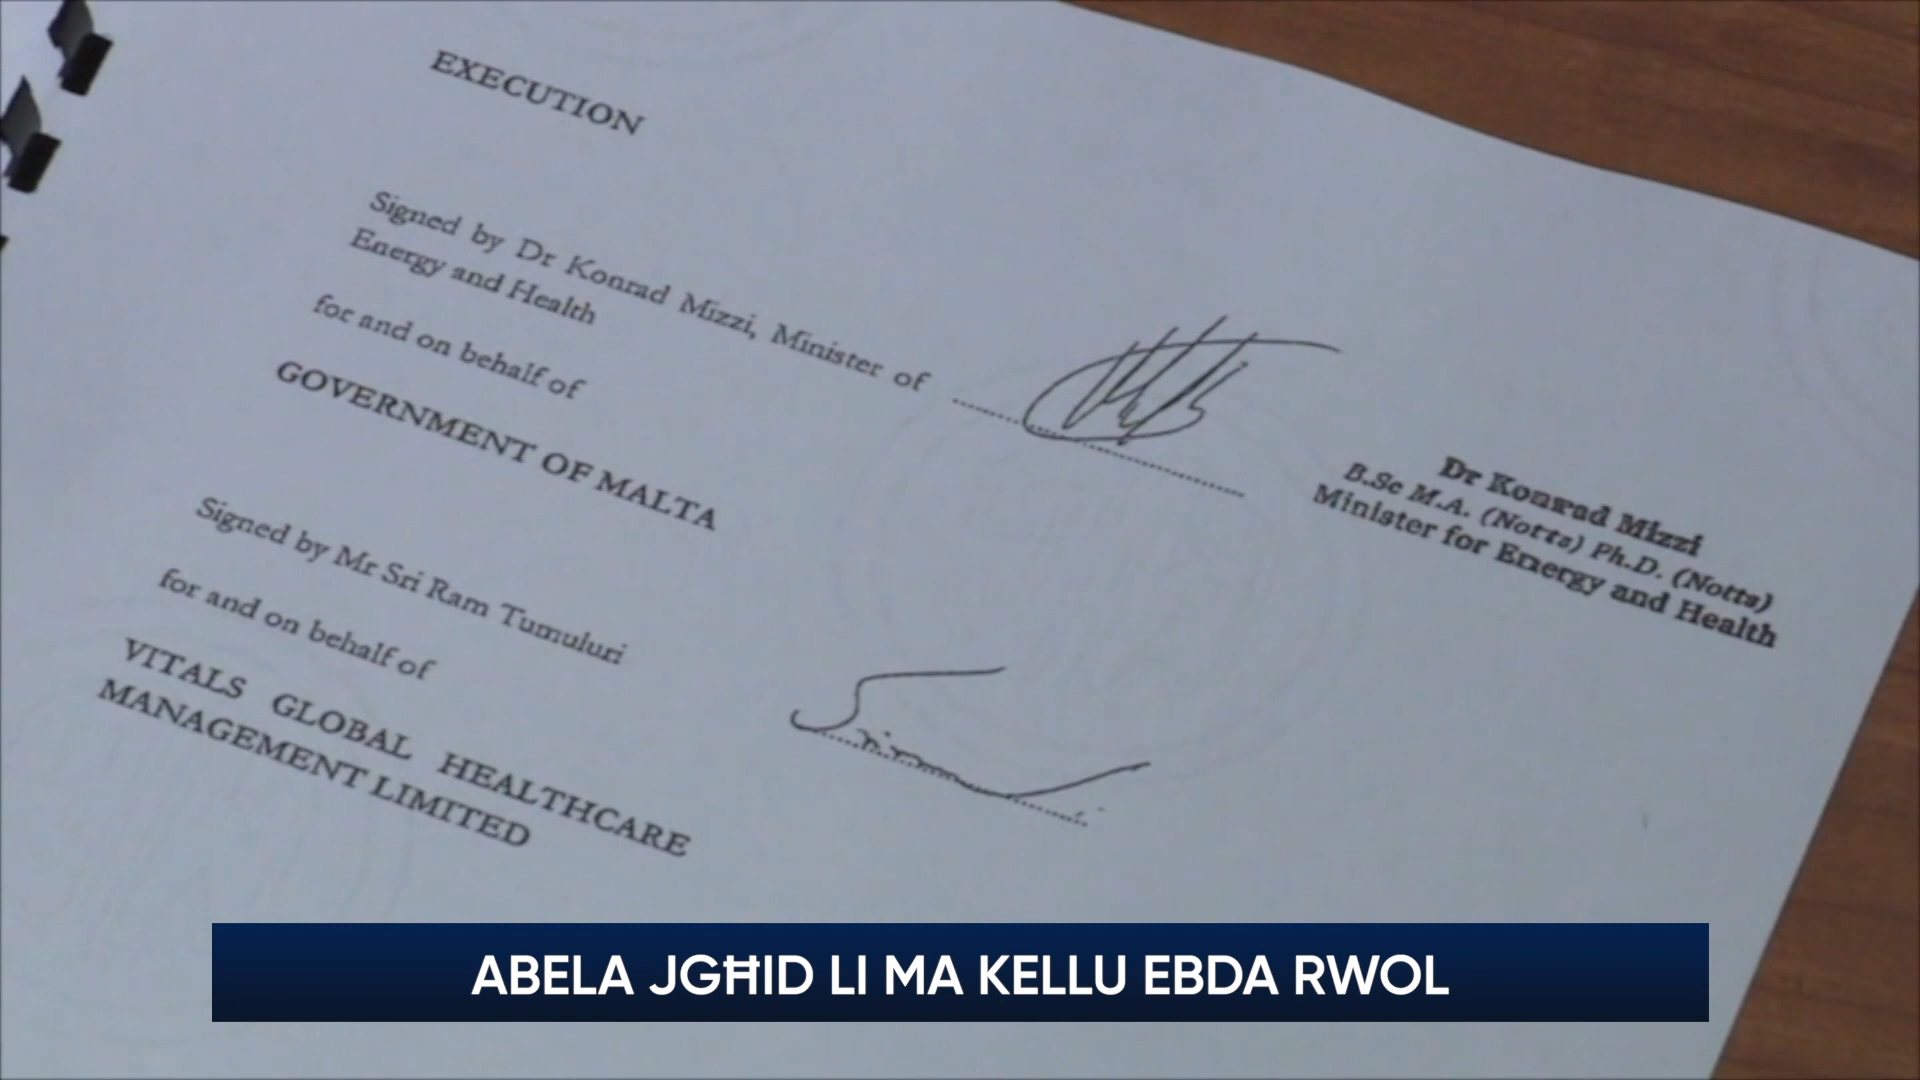 EXECUTION
Signed by Dr Konrad Mizzi, Minister of
Energy and Health
for and on behalf of
GOVERNMENT OF MALTA
Dr Konrad Mizzi
B.Sc M.A. (Notts) Ph.D. (Notts)
Minister for Energy and Health
Signed by Mr Sri Ram Tumuluri
for and on behalf of
VITALS GLOBAL HEALTHCARE
MANAGEMENT LIMITED
ABELA JGĦID LI MA KELLU EBDA RWOL